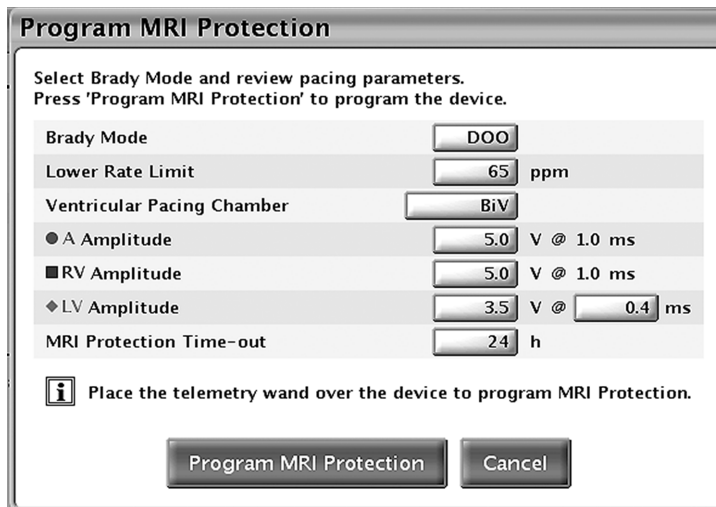 Program MRI Protection
Select Brady Mode and review pacing parameters.
Press 'Program MRI Protection' to program the device.
Brady Mode DOO
Lower Rate Limit 65 ppm
Ventricular Pacing Chamber BiV
A Amplitude 5.0 V @ 1.0 ms
RV Amplitude 5.0 V @ 1.0 ms
LV Amplitude 3.5 V @ 0.4 ms
MRI Protection Time-out 24 h
i Place the telemetry wand over the device to program MRI Protection.
Program MRI Protection Cancel